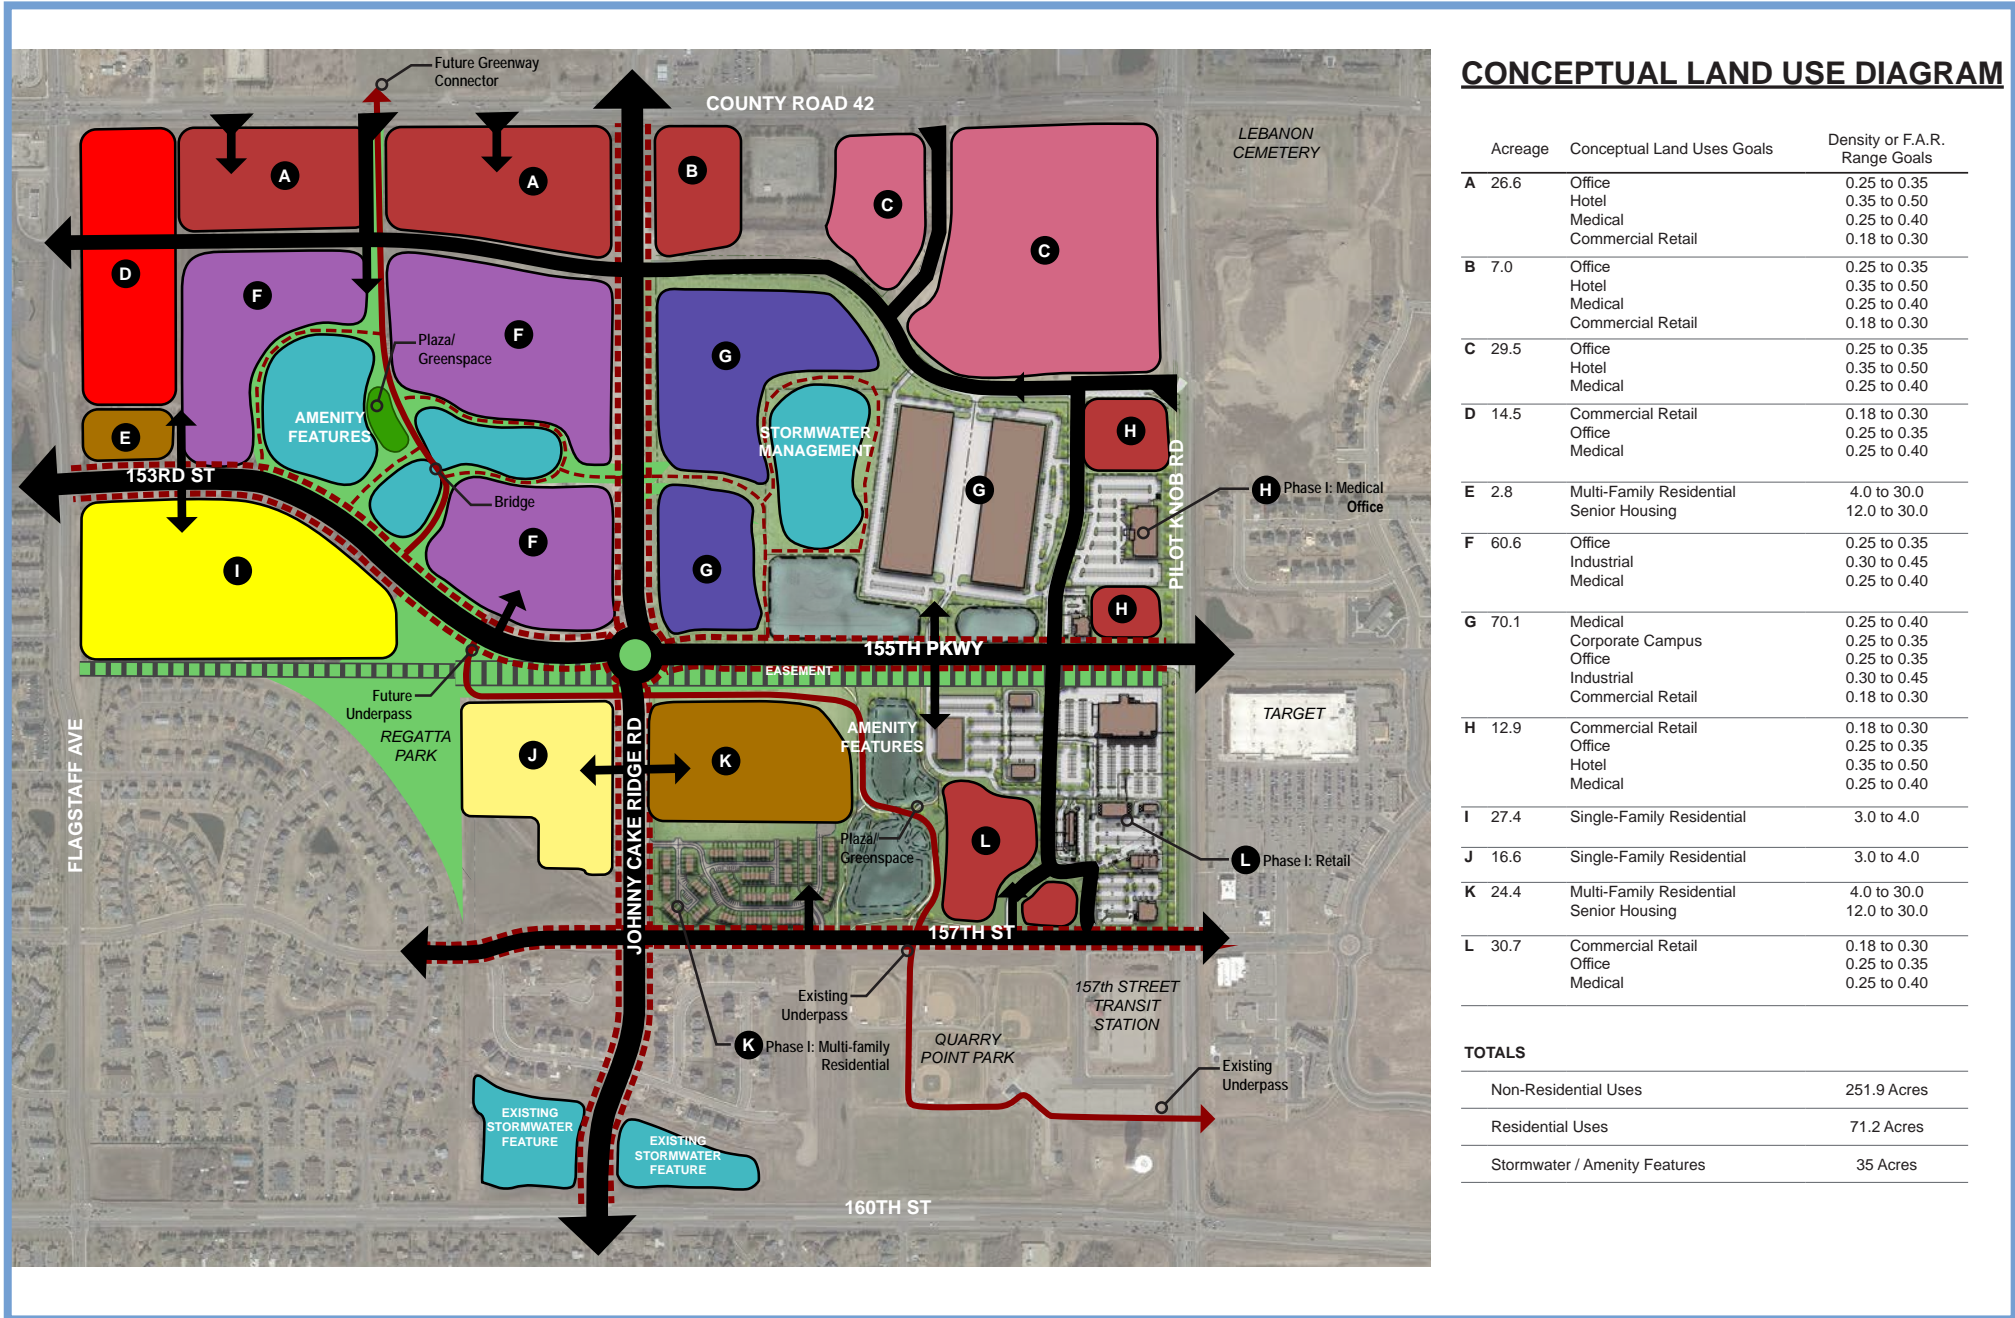 CONCEPTUAL LAND USE DIAGRAM
Future Greenway
Connector
COUNTY ROAD 42
LEBANON
CEMETERY
A
A
B
C
C
D
F
F
G
Plaza/
Greenspace
AMENITY
FEATURES
E
STORMWATER
MANAGEMENT
H
153RD ST
Bridge
G
H Phase I: Medical
Office
PILOT KNOB RD
F
I
G
H
155TH PKWY
EASEMENT
Future
Underpass
REGATTA
PARK
FLAGSTAFF AVE
J
JOHNNY CAKE RIDGE RD
K
AMENITY
FEATURES
TARGET
Plaza/
Greenspace
L
L Phase I: Retail
157TH ST
Existing
Underpass
157th STREET
TRANSIT
STATION
QUARRY
POINT PARK
K Phase I: Multi-family
Residential
Existing
Underpass
EXISTING
STORMWATER
FEATURE
EXISTING
STORMWATER
FEATURE
160TH ST
Acreage Conceptual Land Uses Goals Density or F.A.R.
Range Goals
A 26.6 Office 0.25 to 0.35
Hotel 0.35 to 0.50
Medical 0.25 to 0.40
Commercial Retail 0.18 to 0.30
B 7.0 Office 0.25 to 0.35
Hotel 0.35 to 0.50
Medical 0.25 to 0.40
Commercial Retail 0.18 to 0.30
C 29.5 Office 0.25 to 0.35
Hotel 0.35 to 0.50
Medical 0.25 to 0.40
D 14.5 Commercial Retail 0.18 to 0.30
Office 0.25 to 0.35
Medical 0.25 to 0.40
E 2.8 Multi-Family Residential 4.0 to 30.0
Senior Housing 12.0 to 30.0
F 60.6 Office 0.25 to 0.35
Industrial 0.30 to 0.45
Medical 0.25 to 0.40
G 70.1 Medical 0.25 to 0.40
Corporate Campus 0.25 to 0.35
Office 0.25 to 0.35
Industrial 0.30 to 0.45
Commercial Retail 0.18 to 0.30
H 12.9 Commercial Retail 0.18 to 0.30
Office 0.25 to 0.35
Hotel 0.35 to 0.50
Medical 0.25 to 0.40
I 27.4 Single-Family Residential 3.0 to 4.0
J 16.6 Single-Family Residential 3.0 to 4.0
K 24.4 Multi-Family Residential 4.0 to 30.0
Senior Housing 12.0 to 30.0
L 30.7 Commercial Retail 0.18 to 0.30
Office 0.25 to 0.35
Medical 0.25 to 0.40
TOTALS
Non-Residential Uses 251.9 Acres
Residential Uses 71.2 Acres
Stormwater / Amenity Features 35 Acres